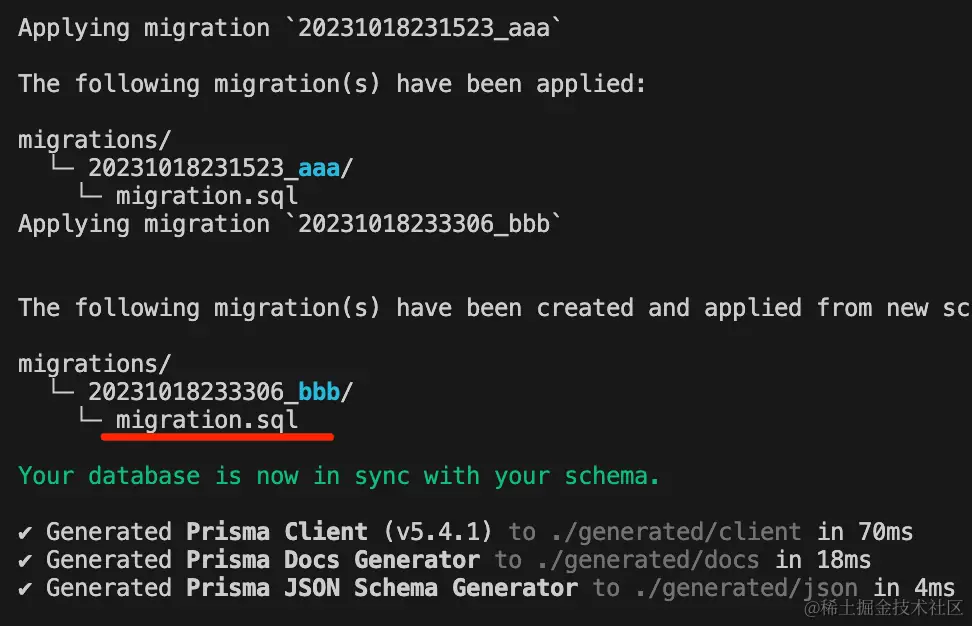 Applying migration `20231018231523_aaa`
The following migration(s) have been applied:
migrations/
└─ 20231018231523_aaa/
└─ migration.sql
Applying migration `20231018233306_bbb`
The following migration(s) have been created and applied from new sc
migrations/
└─ 20231018233306_bbb/
└─ migration.sql
Your database is now in sync with your schema.
✔ Generated Prisma Client (v5.4.1) to ./generated/client in 70ms
✔ Generated Prisma Docs Generator to ./generated/docs in 18ms
✔ Generated Prisma JSON Schema Generator to ./generated/json in 4ms
@稀土掘金技术社区